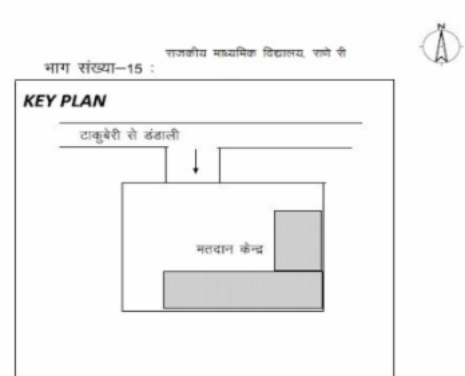 राजकीय माध्यमिक विद्यालय, राणे री
N
भाग संख्या–15 :
KEY PLAN
टाकुबेरी से डंडाली
मतदान केन्द्र